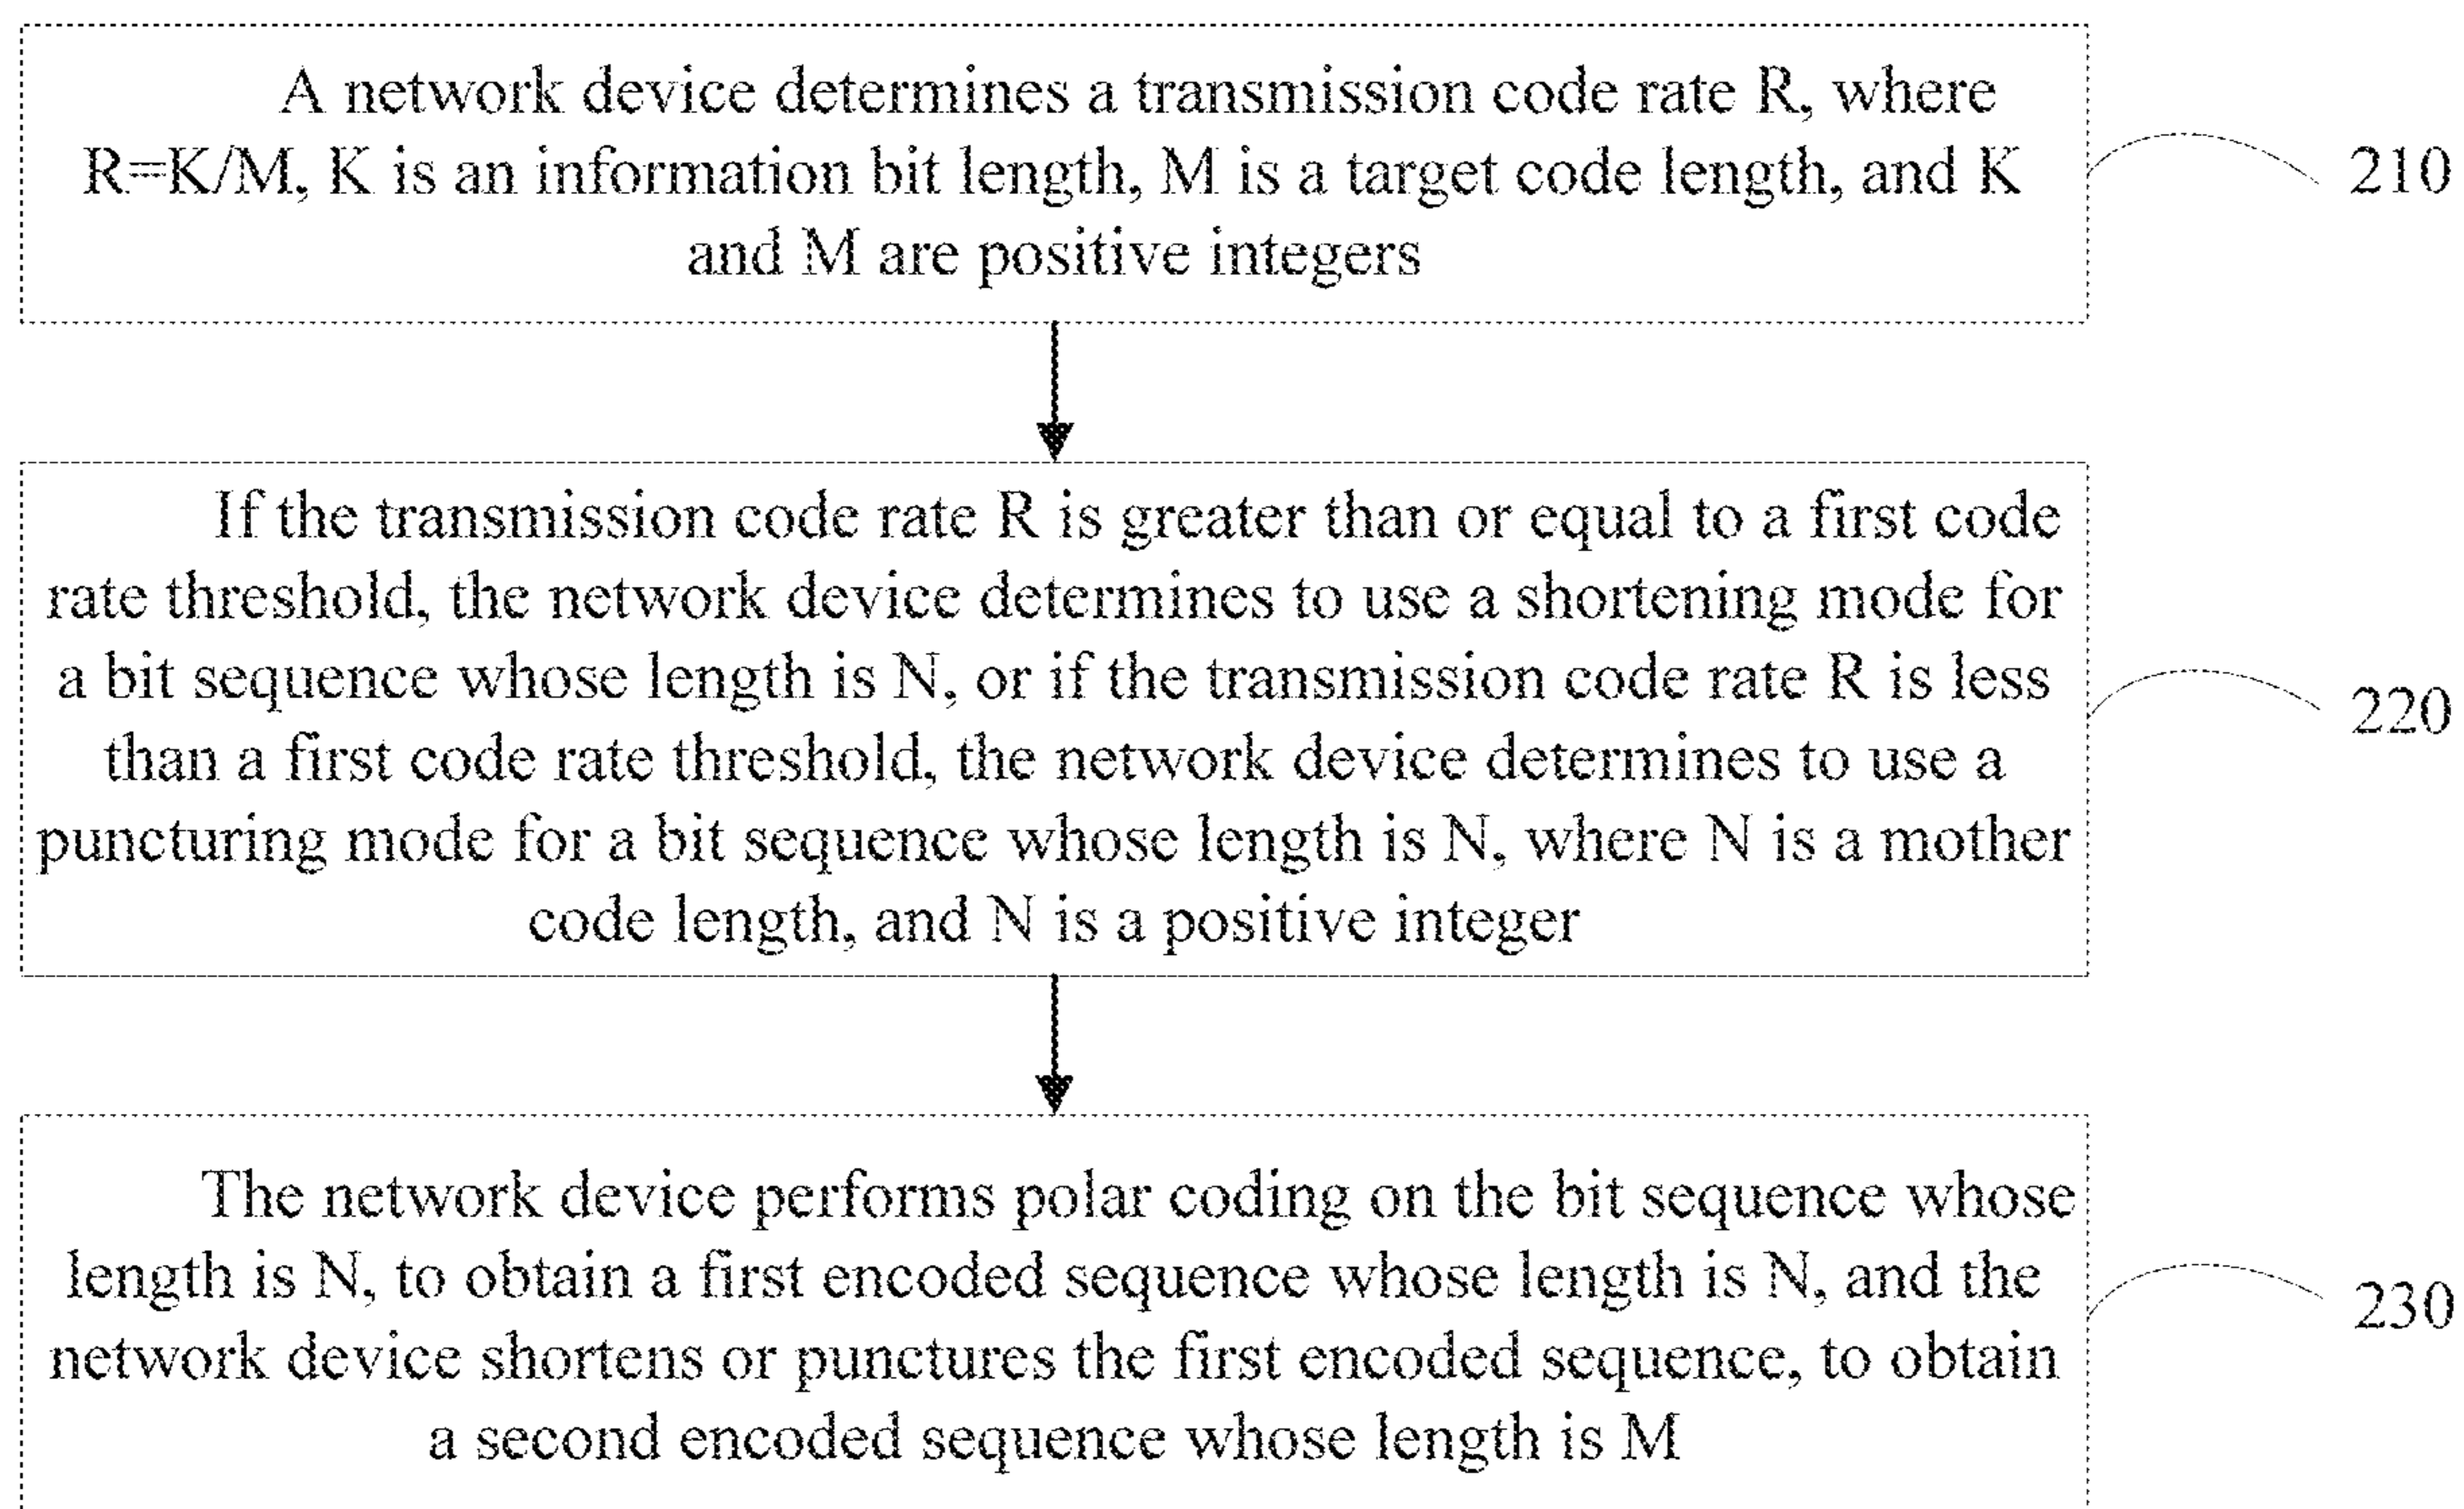 A network device determines a transmission code rate R, where
R=K/M, K is an information bit length, M is a target code length, and K
and M are positive integers
210
If the transmission code rate R is greater than or equal to a first code
rate threshold, the network device determines to use a shortening mode for
a bit sequence whose length is N, or if the transmission code rate R is less
than a first code rate threshold, the network device determines to use a
puncturing mode for a bit sequence whose length is N, where N is a mother
code length, and N is a positive integer
220
The network device performs polar coding on the bit sequence whose
length is N, to obtain a first encoded sequence whose length is N, and the
network device shortens or punctures the first encoded sequence, to obtain
a second encoded sequence whose length is M
230